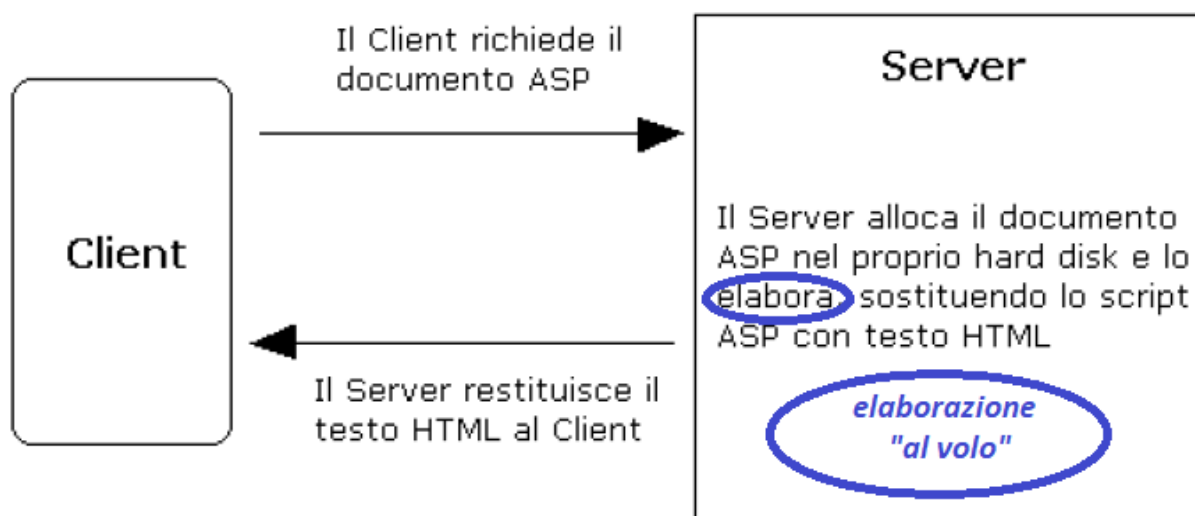 Il Client richiede il
documento ASP
Server
Client
Il Server alloca il documento
ASP nel proprio hard disk e lo
elabora sostituendo lo script
ASP con testo HTML
Il Server restituisce il
testo HTML al Client
elaborazione
"al volo"